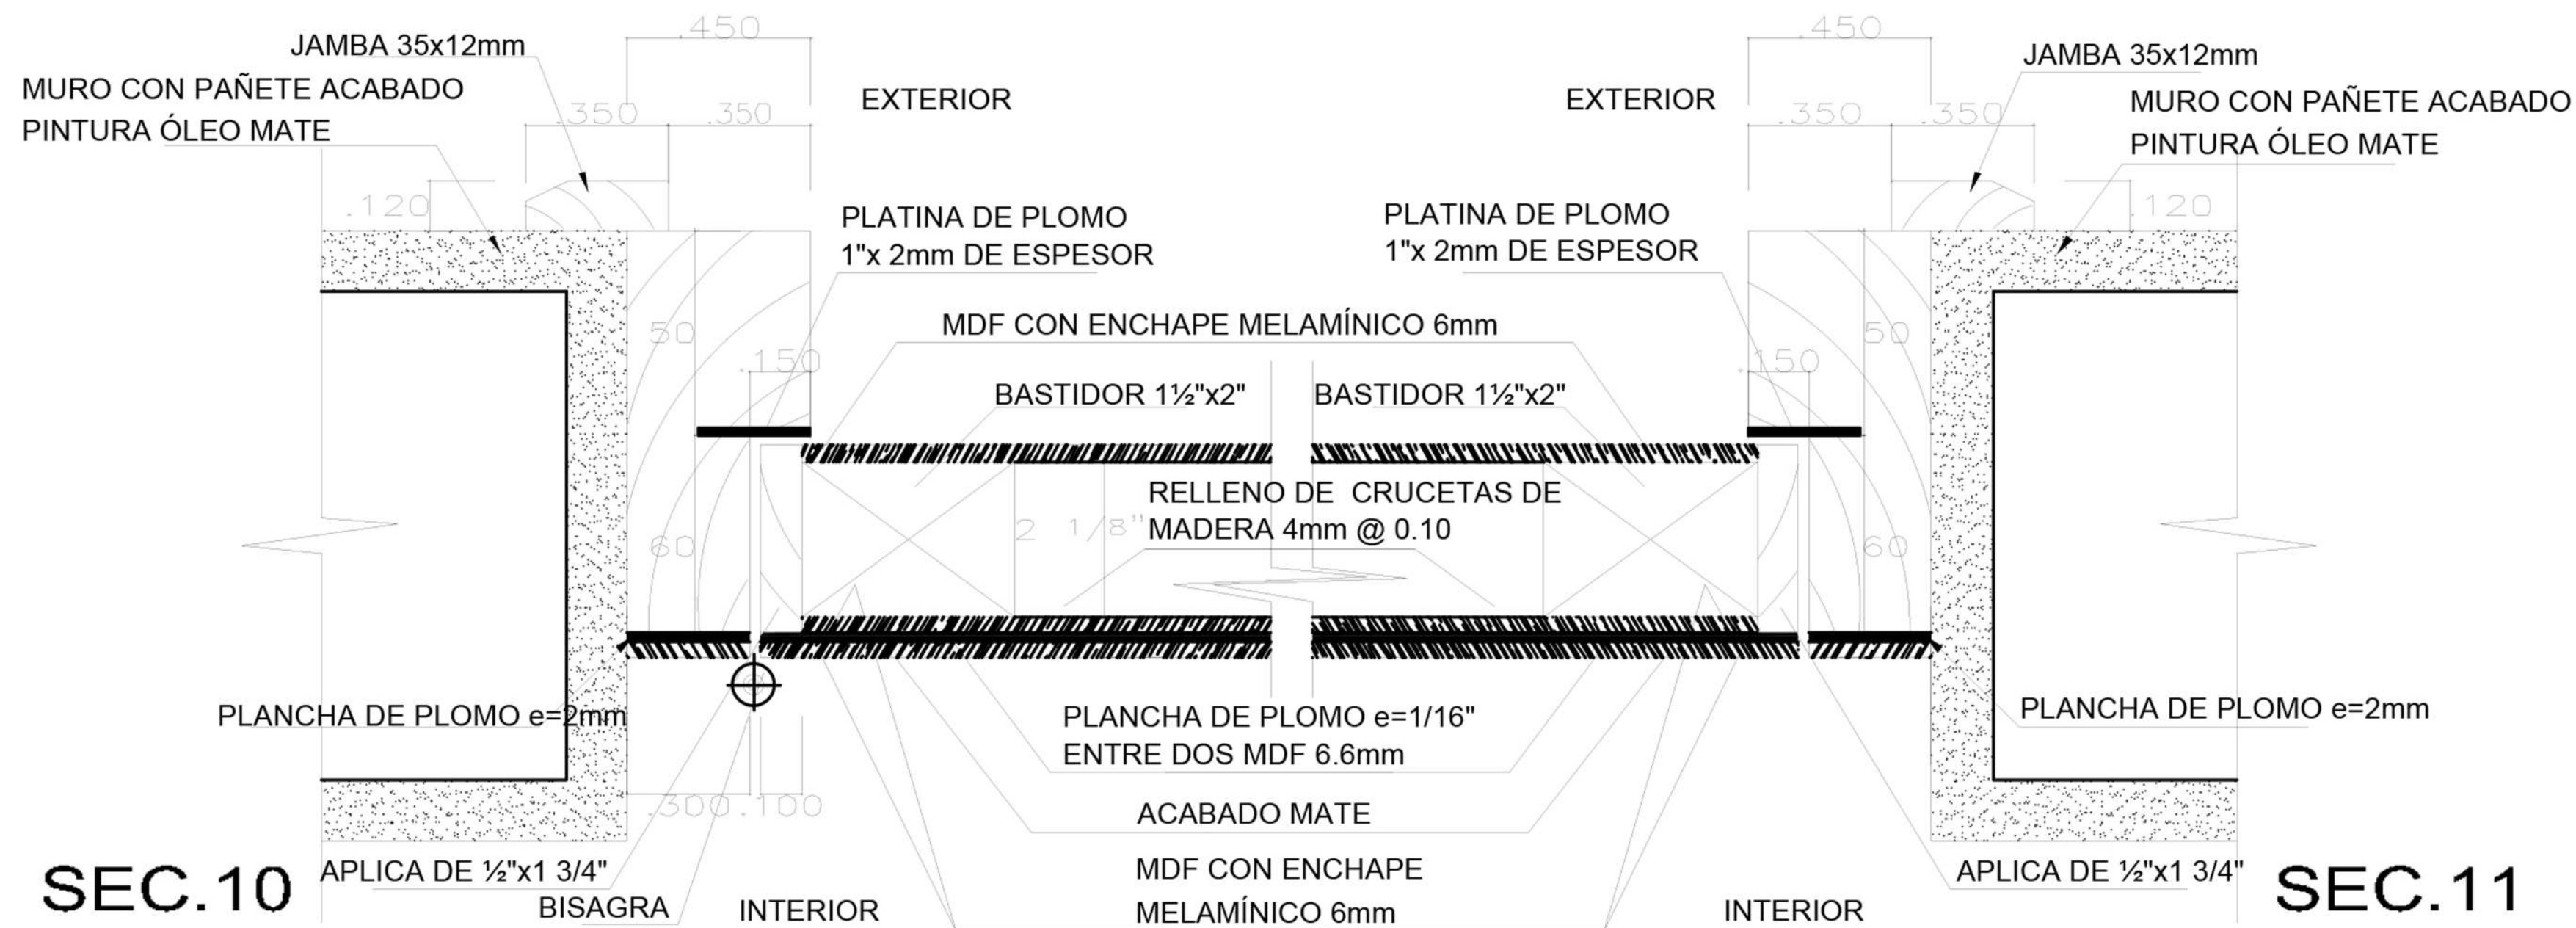 .450
.450
JAMBA 35x12mm
JAMBA 35x12mm
MURO CON PAÑETE ACABADO
PINTURA ÓLEO MATE
EXTERIOR
EXTERIOR
MURO CON PAÑETE ACABADO
PINTURA ÓLEO MATE
.350
.350
.350
.350
.120
.120
PLATINA DE PLOMO
1"x 2mm DE ESPESOR
PLATINA DE PLOMO
1"x 2mm DE ESPESOR
50
MDF CON ENCHAPE MELAMÍNICO 6mm
50
.150
.150
BASTIDOR 1½"x2"
BASTIDOR 1½"x2"
RELLENO DE CRUCETAS DE
MADERA 4mm @ 0.10
2 1/8"
60
60
PLANCHA DE PLOMO e=2mm
PLANCHA DE PLOMO e=1/16"
ENTRE DOS MDF 6.6mm
PLANCHA DE PLOMO e=2mm
.300
.100
ACABADO MATE
APLICA DE ½"x1 3/4"
MDF CON ENCHAPE
MELAMÍNICO 6mm
APLICA DE ½"x1 3/4"
SEC.10
BISAGRA
INTERIOR
INTERIOR
SEC.11